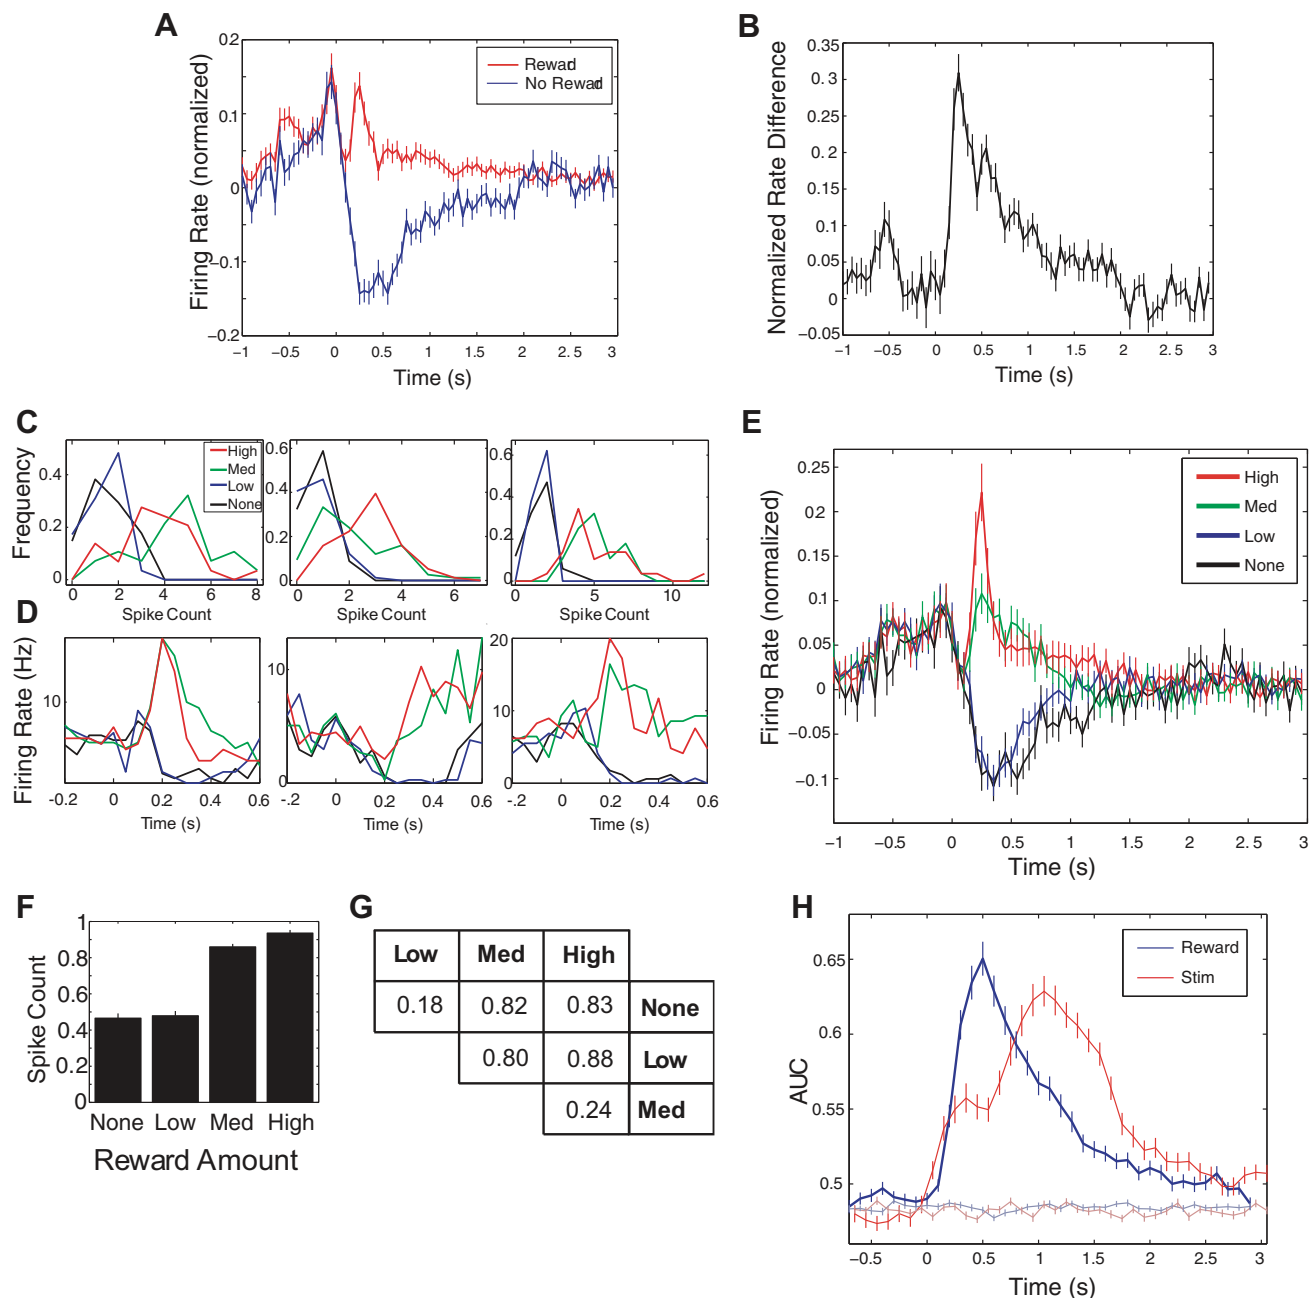 A
Firing Rate (normalized)
0.2
0.1
0
−0.1
−0.2
Reward
No Reward
−1 −0.5 0 0.5 1 1.5 2 2. 5 3
Time (s)
B
Normalized Rate Difference
0.35
0.3
0.25
0.2
0.15
0.1
0.05
0
−0.05
−1 −0.5 0 0.5 1 1.5 2 2.5 3
Time (s)
C
Frequency
0.4
0.2
0
High
Med
Low
None
0 2 4 6 8
Spike Count
0.6
0.4
0.2
0
0 2 4 6
Spike Count
0.6
0.4
0.2
0
0 5 10
Spike Count
D
Firing Rate (Hz)
10
-0.2 0 0.2 0.4 0.6
Time (s)
10
0
-.2 0 0.2 0.4 0.6
Time (s)
20
10
0
-.2 0 0.2 0.4 0.6
Time (s)
E
Firing Rate (normalized)
0.25
0.2
0.15
0.1
0.05
0
−0.05
−0.1
High
Med
Low
None
−1 −0.5 0 0.5 1 1.5 2 2. 5 3
Time (s)
F
Spike Count
1
0.8
0.6
0.4
0.2
0
None Low Med High
Reward Amount
G
Low Med High
0.18 0.82 0.83 None
0.80 0.88 Low
0.24 Med
H
AUC
0.65
0.6
0.55
0.5
Reward
Stim
−0.5 0 0.5 1 1.5 2 2.5 3
Time (s)